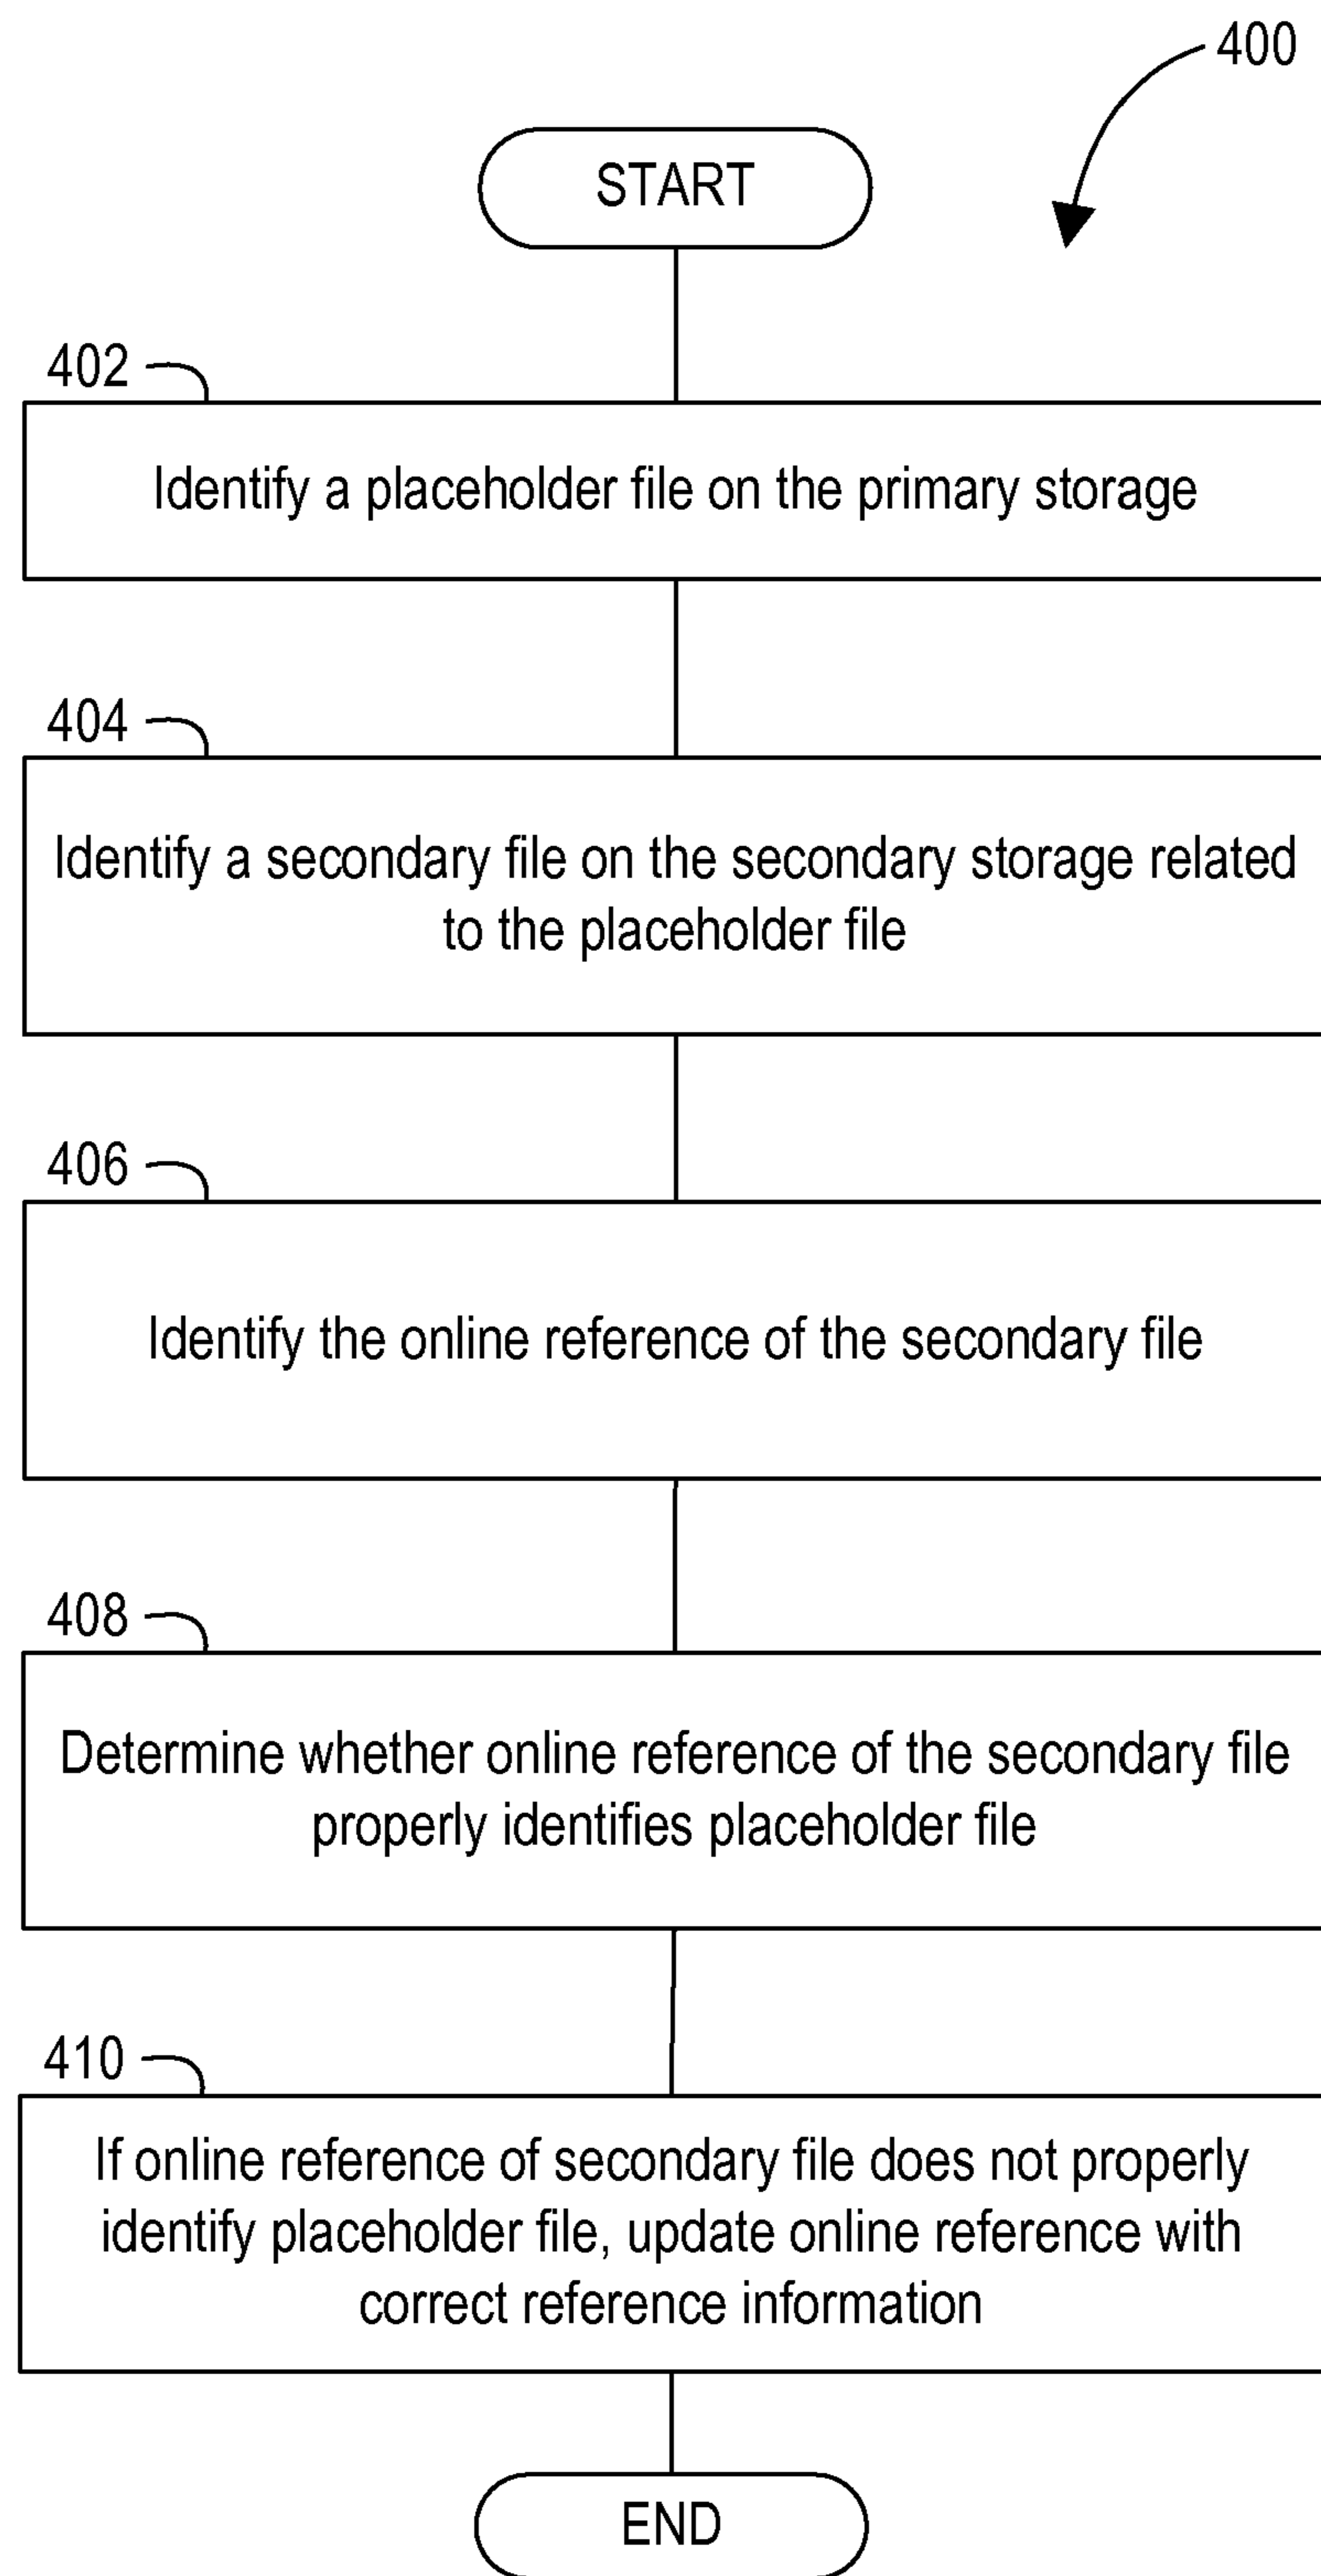 400
START
402
Identify a placeholder file on the primary storage
404
Identify a secondary file on the secondary storage related
to the placeholder file
406
Identify the online reference of the secondary file
408
Determine whether online reference of the secondary file
properly identifies placeholder file
410
If online reference of secondary file does not properly
identify placeholder file, update online reference with
correct reference information
END